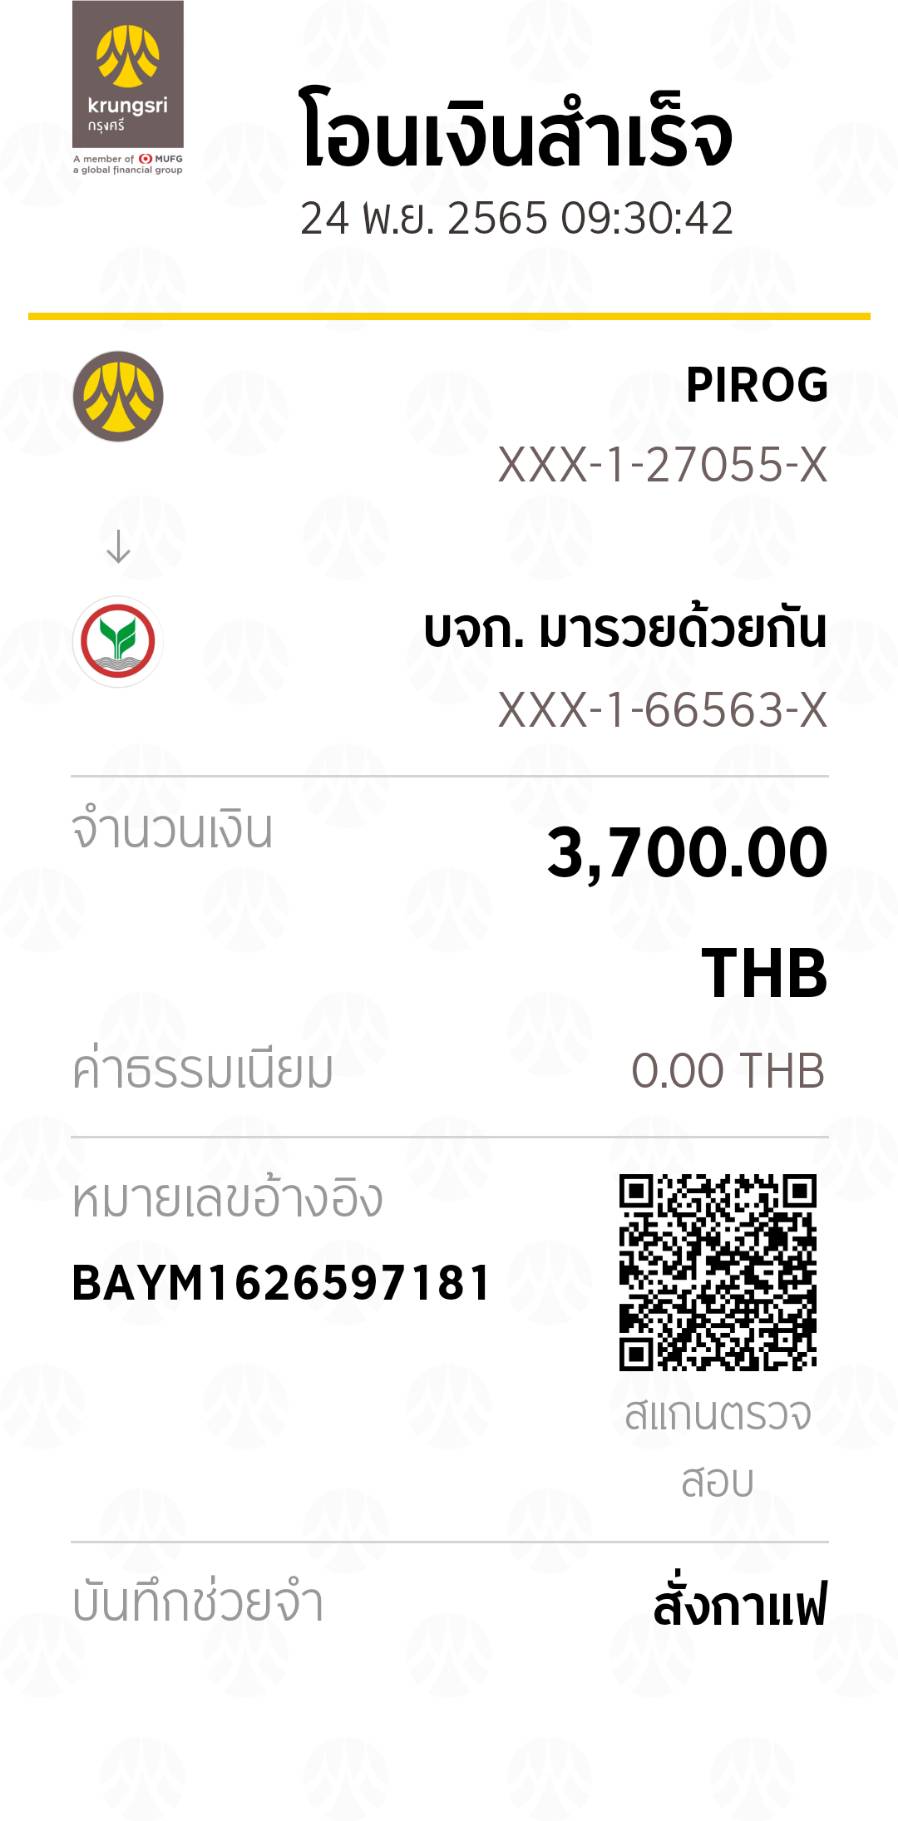 krungsri
กรุงศรี
A member of MUFG
a global financial group
โอนเงินสำเร็จ
24 พ.ย. 2565 09:30:42
PIROG
XXX-1-27055-X
บจก. มารวยด้วยกัน
XXX-1-66563-X
จำนวนเงิน
3,700.00
THB
ค่าธรรมเนียม
0.00 THB
หมายเลขอ้างอิง
BAYM1626597181
สแกนตรวจ
สอบ
บันทึกช่วยจำ
สั่งกาแฟ